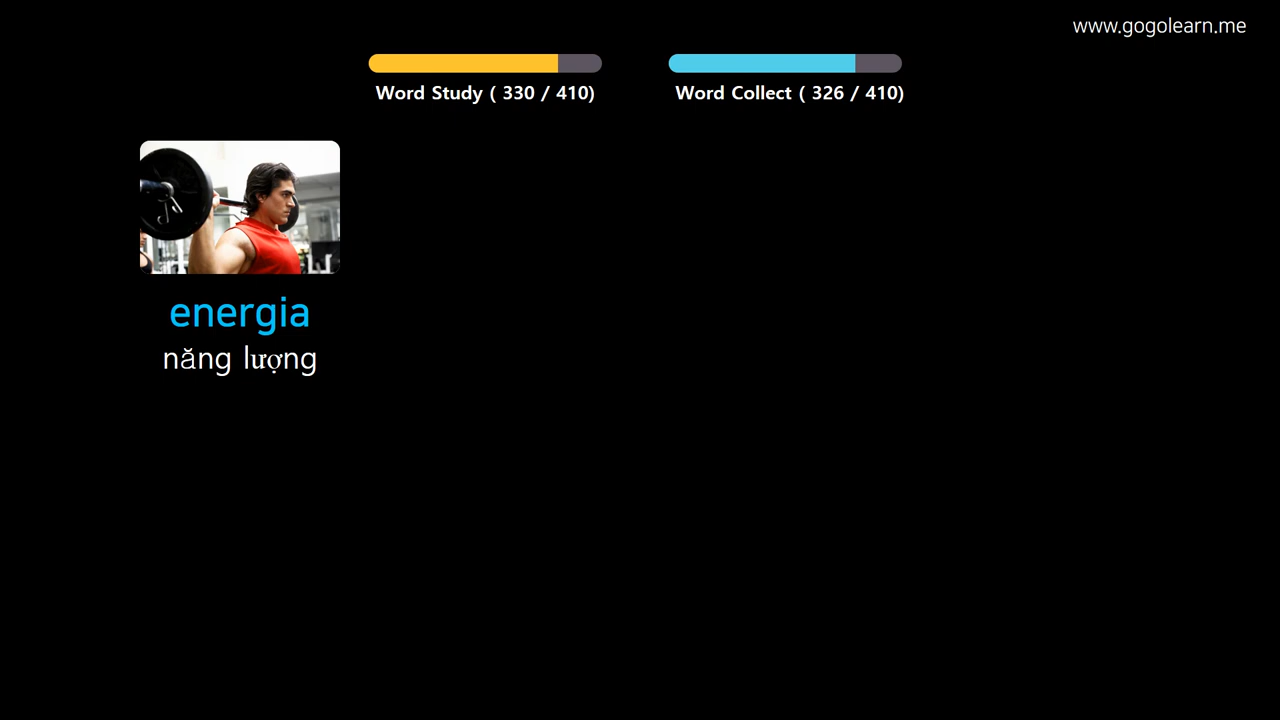 www.gogolearn.me
Word Study ( 330 / 410)
Word Collect ( 326 / 410)
energia
năng lượng